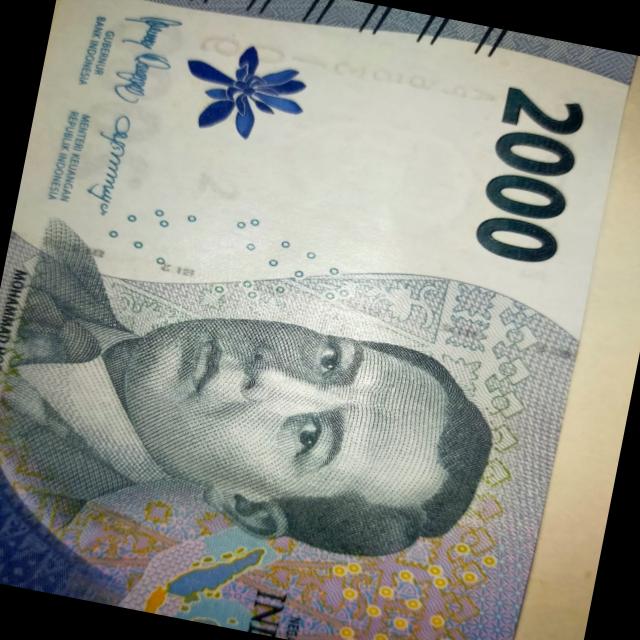 2000
GUBERNUR
BANK INDONESIA
MENTERI KEUANGAN
REPUBLIK INDONESIA